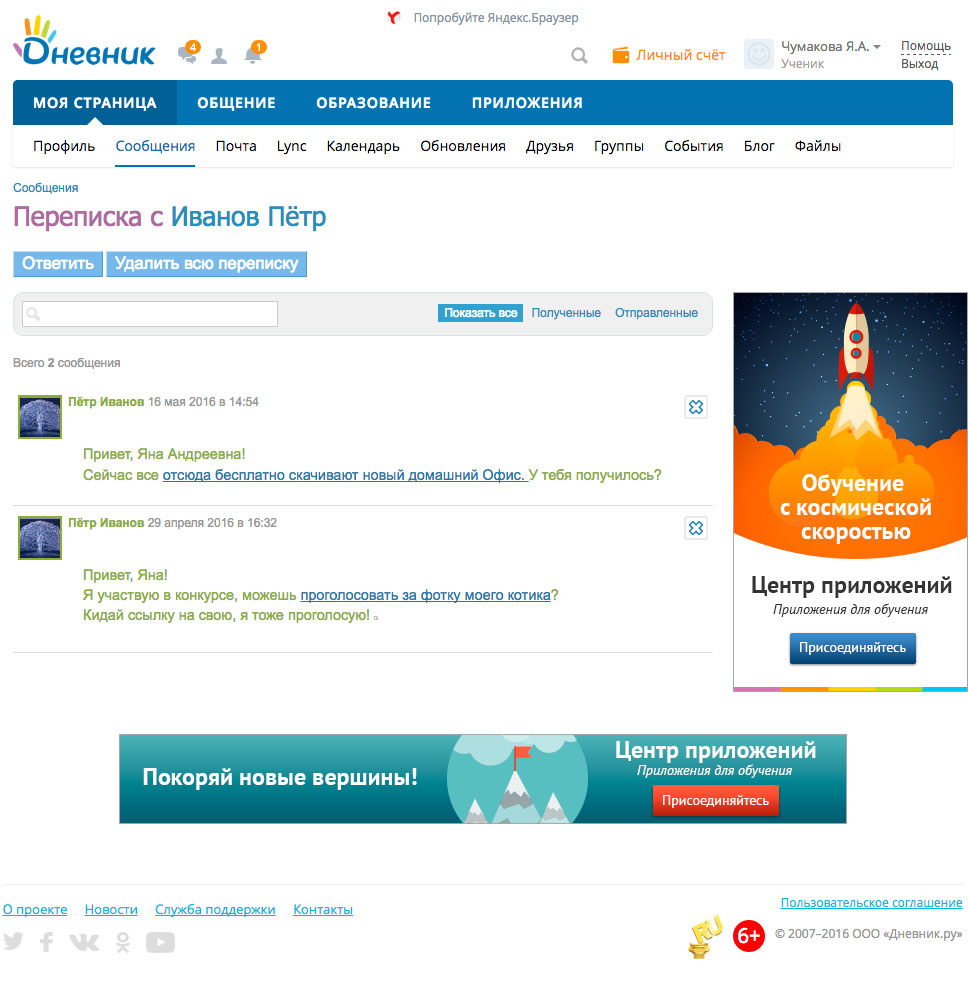 Попробуйте Яндекс.Браузер
Dневник
4
1
Личный счёт
Чумакова Я.А.
Ученик
Помощь
Выход
МОЯ СТРАНИЦА ОБЩЕНИЕ ОБРАЗОВАНИЕ ПРИЛОЖЕНИЯ
Профиль Сообщения Почта Lync Календарь Обновления Друзья Группы События Блог Файлы
Сообщения
Переписка с Иванов Пётр
Ответить Удалить всю переписку
Показать все Полученные Отправленные
Всего 2 сообщения
Пётр Иванов 16 мая 2016 в 14:54
Привет, Яна Андреевна!
Сейчас все отсюда бесплатно скачивают новый домашний Офис. У тебя получилось?
Пётр Иванов 29 апреля 2016 в 16:32
Привет, Яна!
Я участвую в конкурсе, можешь проголосовать за фотку моего котика?
Кидай ссылку на свою, я тоже проголосую!
Обучение
с космической
скоростью
Центр приложений
Приложения для обучения
Присоединяйтесь
Покоряй новые вершины!
Центр приложений
Приложения для обучения
Присоединяйтесь
О проекте Новости Служба поддержки Контакты
Пользовательское соглашение
RU
6+
© 2007–2016 ООО «Дневник.ру»